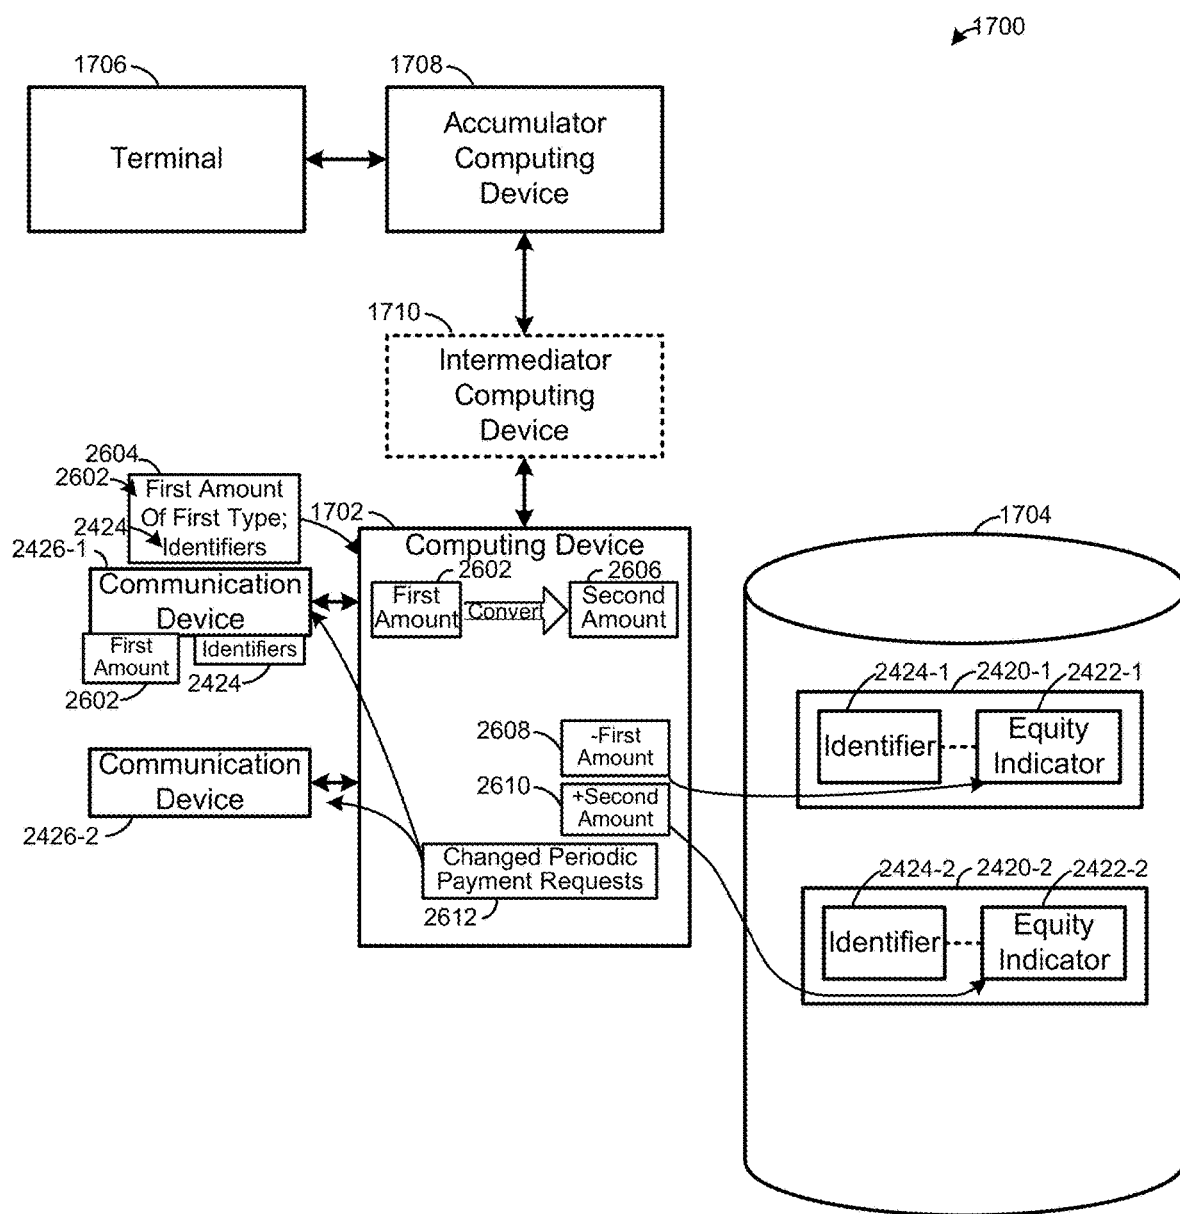 1700
1706
1708
Terminal
Accumulator
Computing
Device
1710
Intermediator
Computing
Device
2604
2602
First Amount
Of First Type;
2424
Identifiers
1702
2426-1
Communication
Device
First
Amount
Identifiers
2602
2424
Computing Device
2602
2606
First
Amount
Convert
Second
Amount
2608
-First
Amount
2610
+Second
Amount
Communication
Device
2426-2
Changed Periodic
Payment Requests
2612
1704
2424-1
2420-1
2422-1
Identifier
Equity
Indicator
2424-2
2420-2
2422-2
Identifier
Equity
Indicator